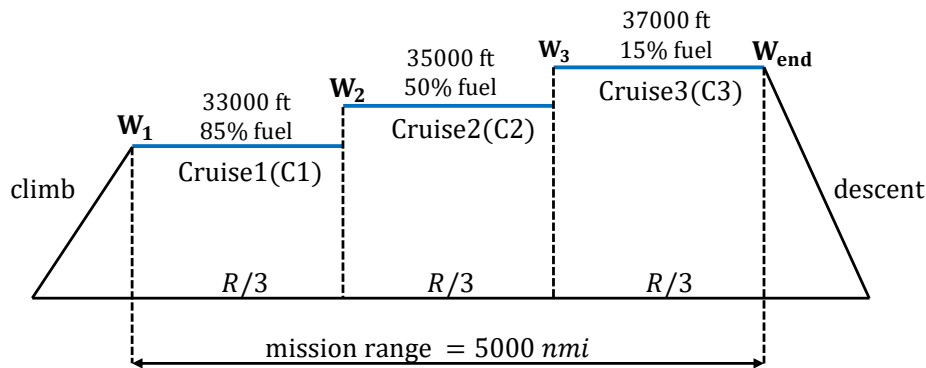 37000 ft
15% fuel
W3
Wend
35000 ft
50% fuel
W2
Cruise3(C3)
33000 ft
85% fuel
W1
Cruise2(C2)
Cruise1(C1)
climb
descent
R/3
R/3
R/3
mission range = 5000 nmi